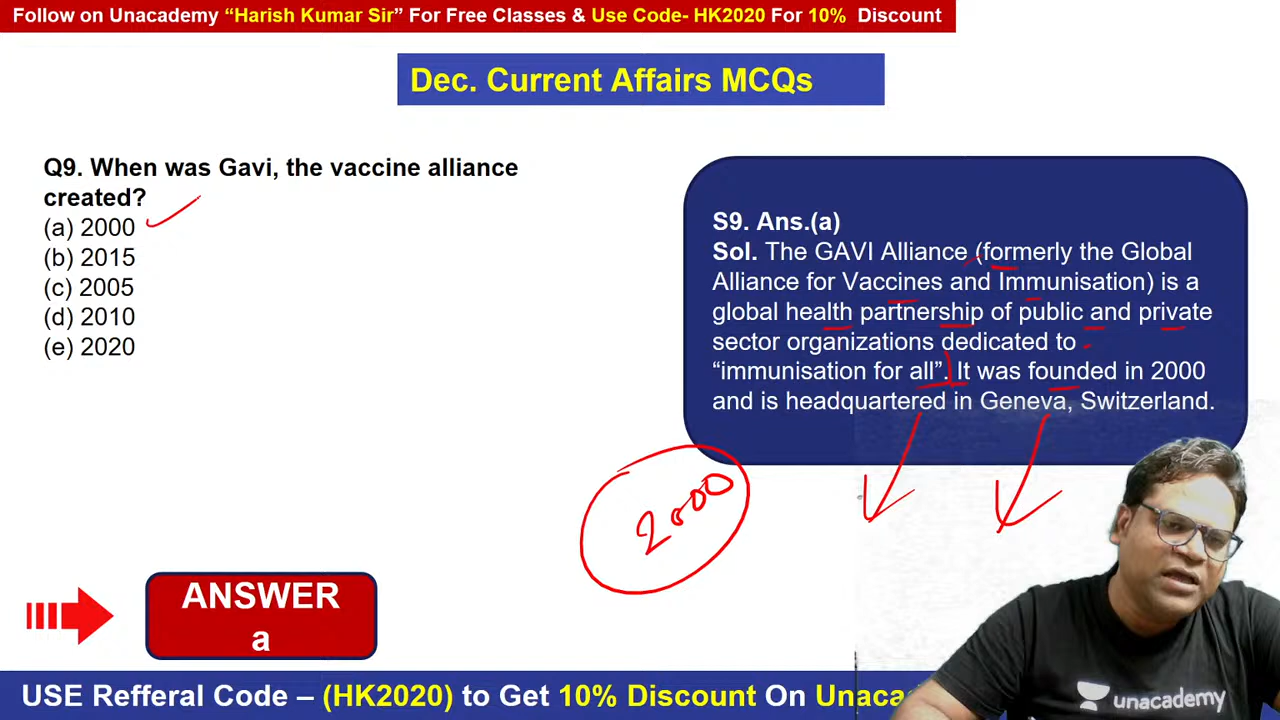 Follow on Unacademy “Harish Kumar Sir” For Free Classes & Use Code- HK2020 For 10% Discount
Dec. Current Affairs MCQs
Q9. When was Gavi, the vaccine alliance
created?
(a) 2000
(b) 2015
(c) 2005
(d) 2010
(e) 2020
S9. Ans.(a)
Sol. The GAVI Alliance (formerly the Global
Alliance for Vaccines and Immunisation) is a
global health partnership of public and private
sector organizations dedicated to
“immunisation for all”. It was founded in 2000
and is headquartered in Geneva, Switzerland.
2000
ANSWER
a
USE Refferal Code – (HK2020) to Get 10% Discount On
unacademy